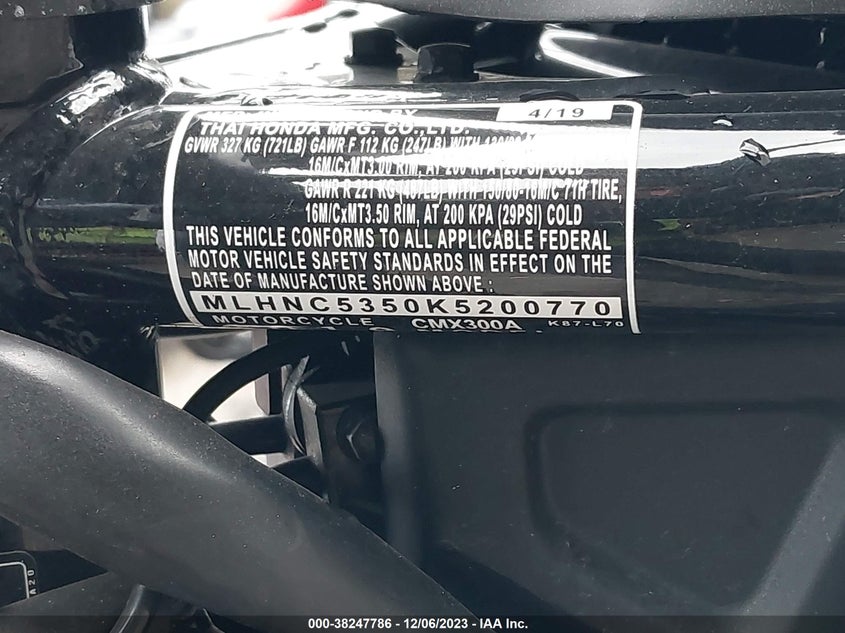 4/19
THAI HONDA MFG. CO., LTD.
GVWR 327 KG (721LB) GAWR F 112 KG (247LB) WITH
16M/CxMT3.00 RIM, AT 200 KPA (29PSI) COLD
GAWR R 221 KG (487LB) WITH 150/80-16M/C 71H TIRE,
16M/CxMT3.50 RIM, AT 200 KPA (29PSI) COLD
THIS VEHICLE CONFORMS TO ALL APPLICABLE FEDERAL
MOTOR VEHICLE SAFETY STANDARDS IN EFFECT ON THE
DATE OF MANUFACTURE SHOWN ABOVE :
MLHNC5350K5200770
MOTORCYCLE CMX300A K87-L70
000-38247786 - 12/06/2023 - IAA Inc.